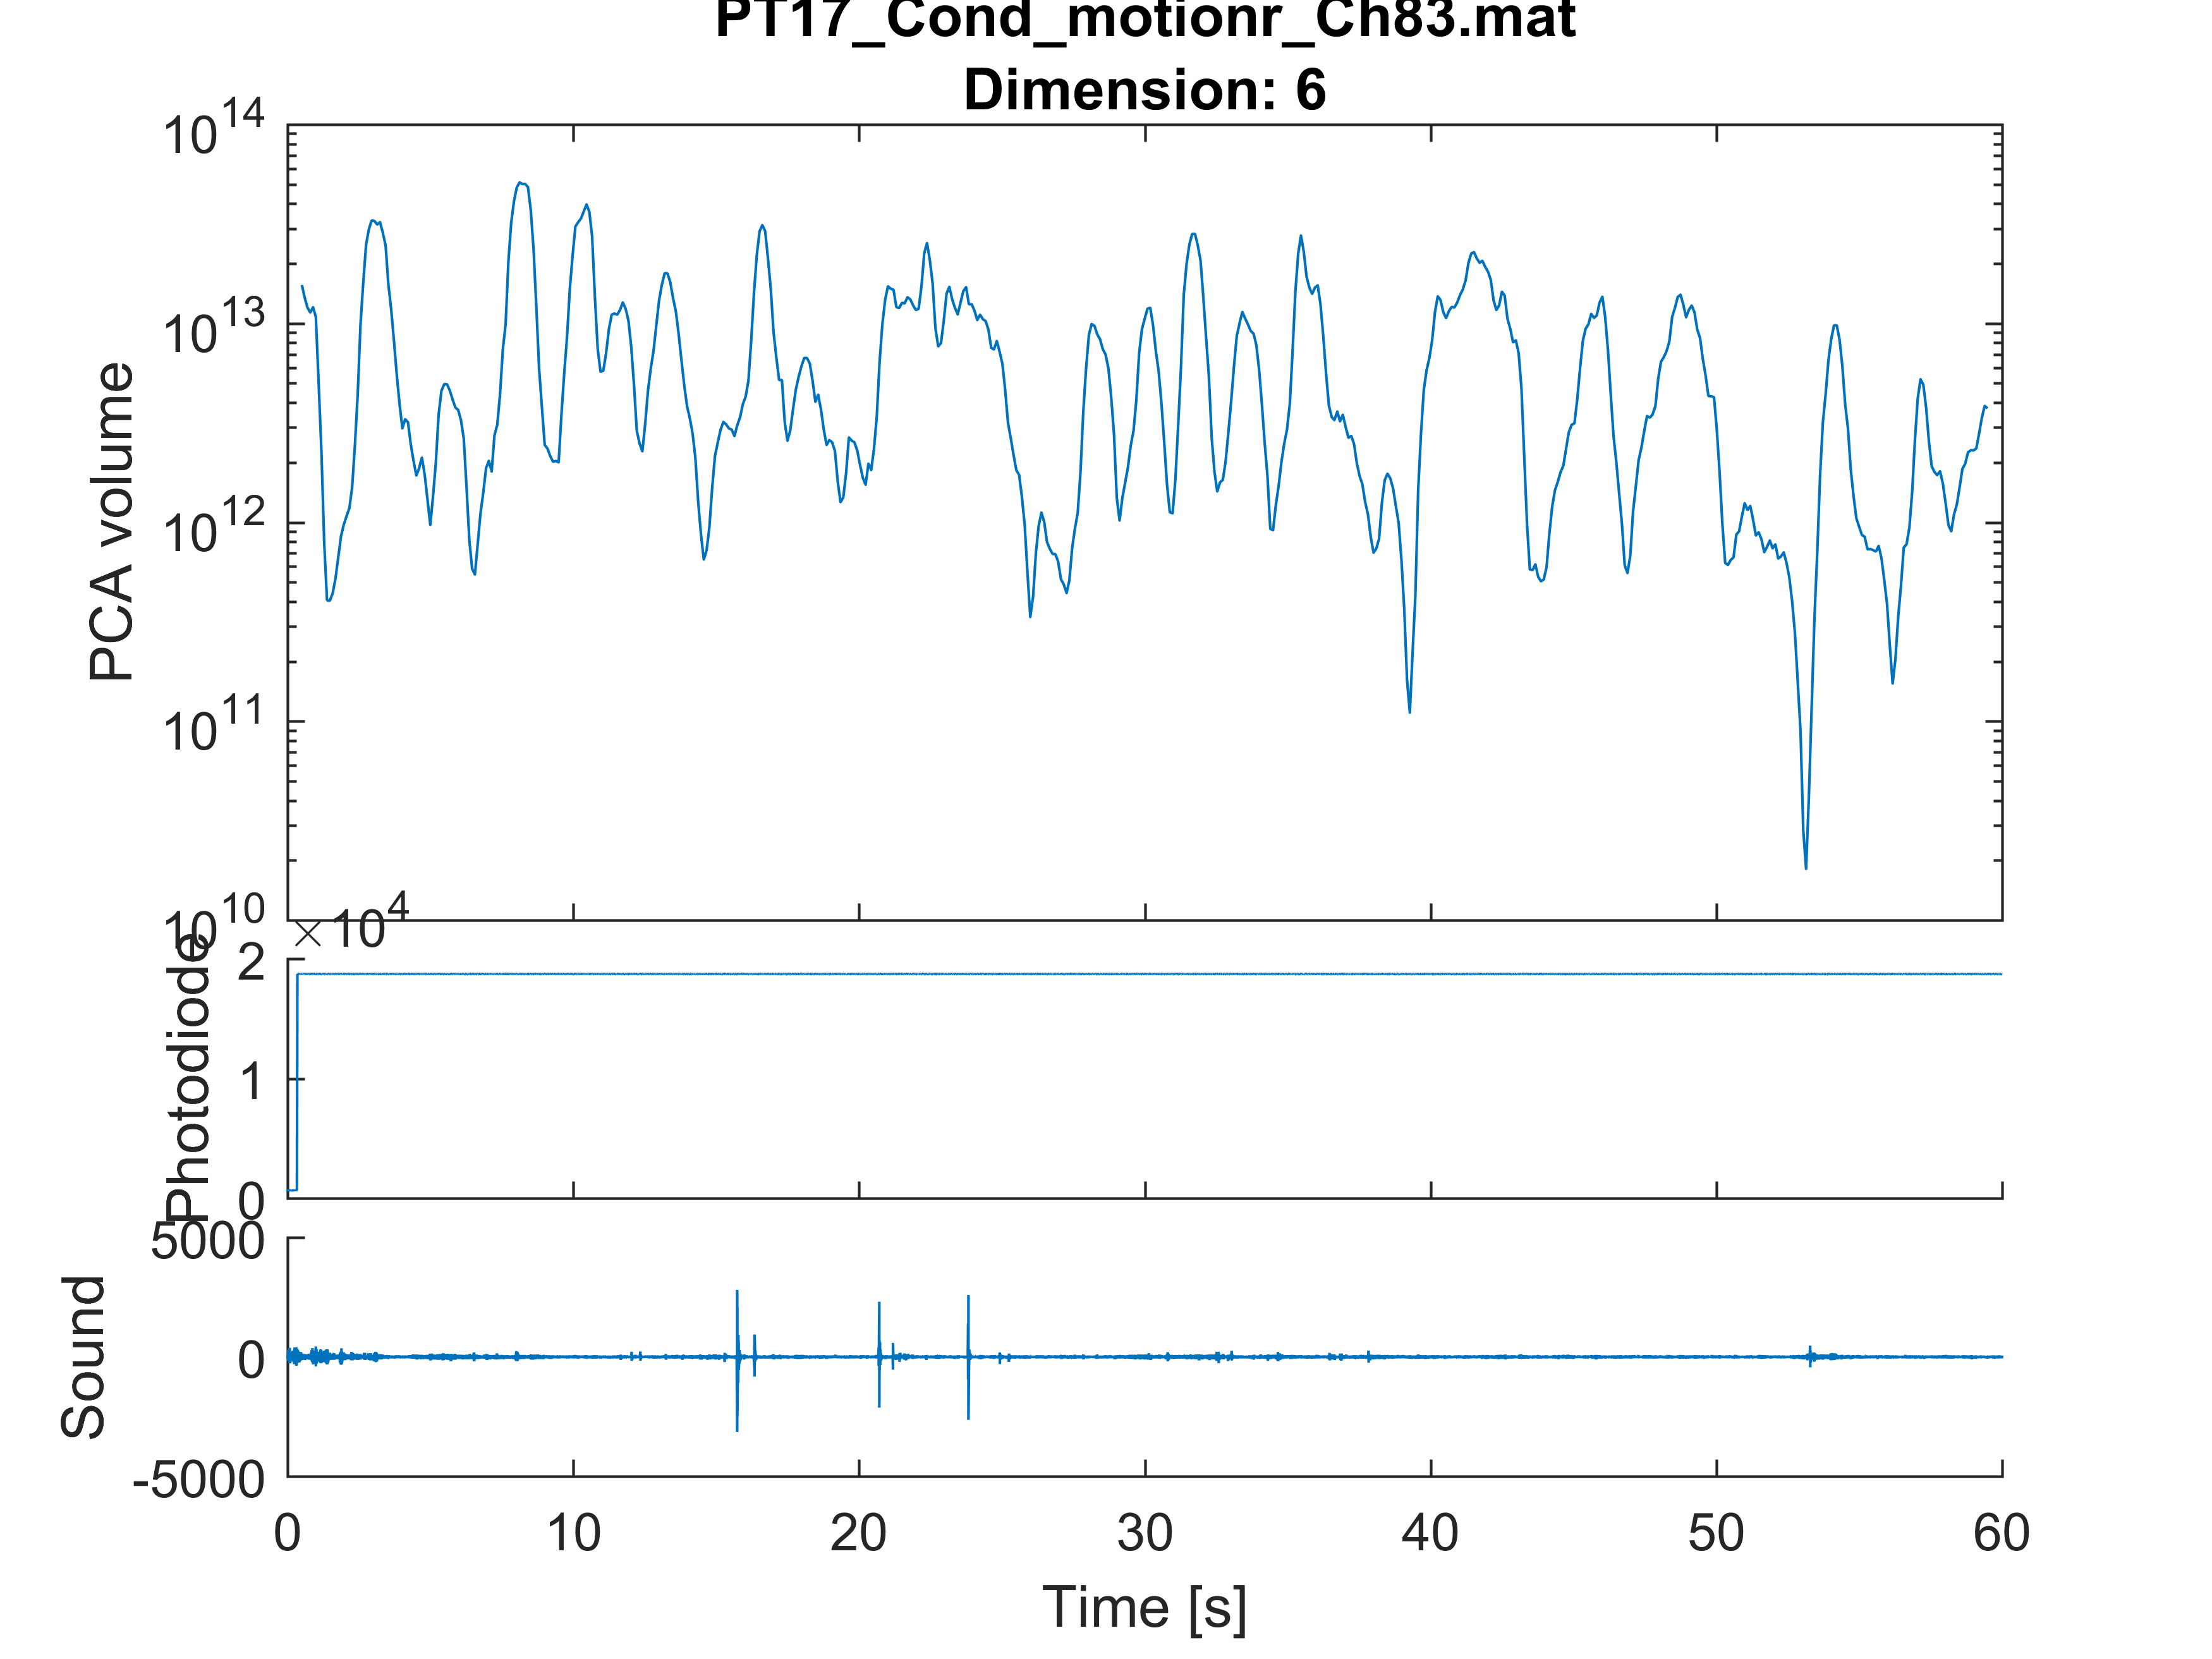 PT17_Cond_motionr_Ch83.mat
Dimension: 6
10^14
10^13
10^12
10^11
10^10
PCA volume
× 10^4
2
1
0
Photodiode
5000
0
-5000
Sound
0 10 20 30 40 50 60
Time [s]